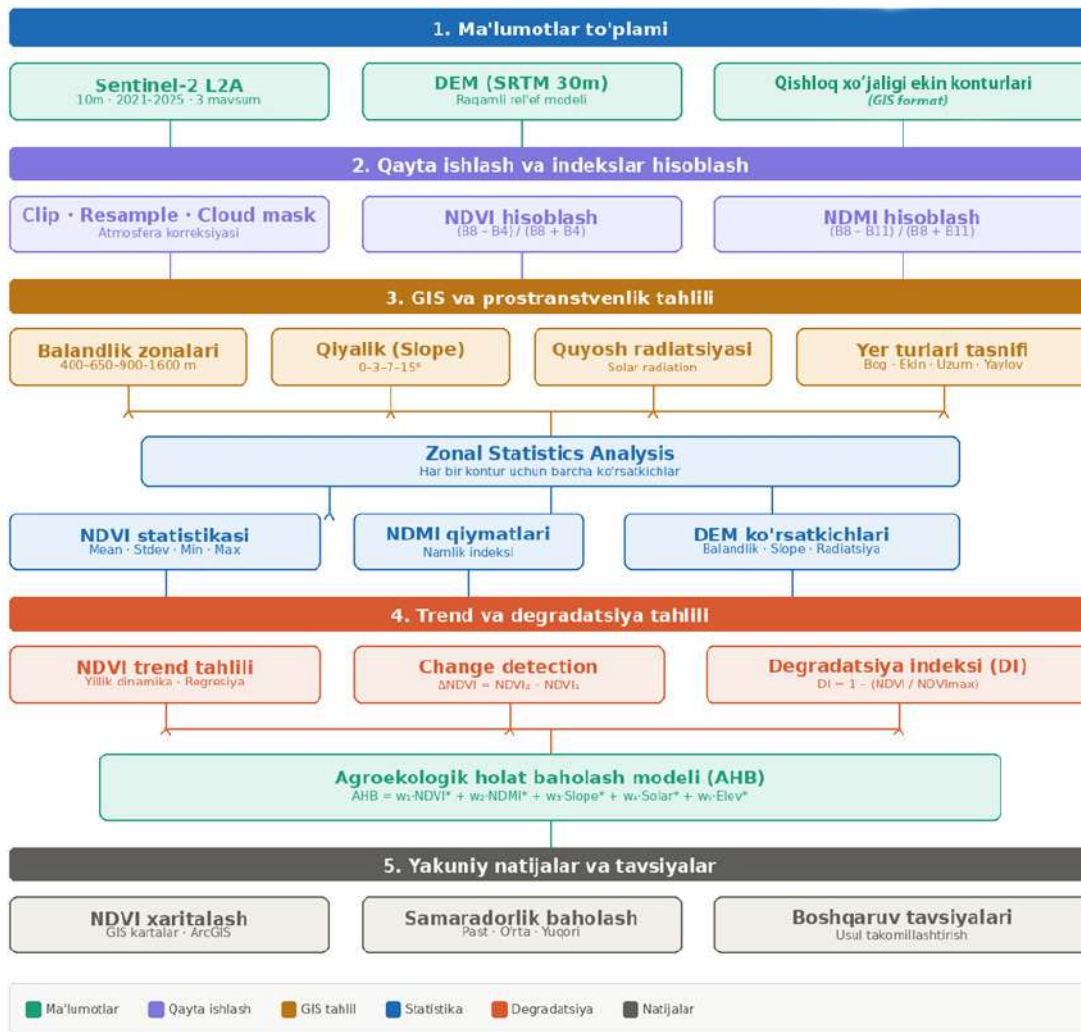 1. Ma'lumotlar to'plami
Sentinel-2 L2A
10m · 2021–2025 · 3 mavsum
DEM (SRTM 30m)
Raqamli rel'ef modeli
Qishloq xo‘jaligi ekin konturlari
(GIS format)
2. Qayta ishlash va indekslar hisoblash
Clip · Resample · Cloud mask
Atmosfera korreksiyasi
NDVI hisoblash
(B8 – B4) / (B8 + B4)
NDMI hisoblash
(B8 – B11) / (B8 + B11)
3. GIS va prostranstvenlik tahlili
Balandlik zonalari
400–650–900–1600 m
Qiyalik (Slope)
0–3–7–15°
Quyosh radiatsiyasi
Solar radiation
Yer turlari tasnifi
Bog · Ekin · Uzum · Yaylov
Zonal Statistics Analysis
Har bir kontur uchun barcha ko'rsatkichlar
NDVI statistikasi
Mean · Stdev · Min · Max
NDMI qiymatlari
Namlik indeksi
DEM ko'rsatkichlari
Balandlik · Slope · Radiatsiya
4. Trend va degradatsiya tahlili
NDVI trend tahlili
Yillik dinamika · Regresiya
Change detection
ΔNDVI = NDVI₂ - NDVI₁
Degradatsiya indeksi (DI)
DI = 1 – (NDVI / NDVImax)
Agroekologik holat baholash modeli (AHB)
AHB = w₁·NDVI* + w₂·NDMI* + w₃·Slope* + w₄·Solar* + w₅·Elev*
5. Yakuniy natijalar va tavsiyalar
NDVI xaritalash
GIS kartalar · ArcGIS
Samaradorlik baholash
Past · O'rta · Yuqori
Boshqaruv tavsiyalari
Usul takomillashtirish
Ma'lumotlar
Qayta ishlash
GIS tahlil
Statistika
Degradatsiya
Natijalar